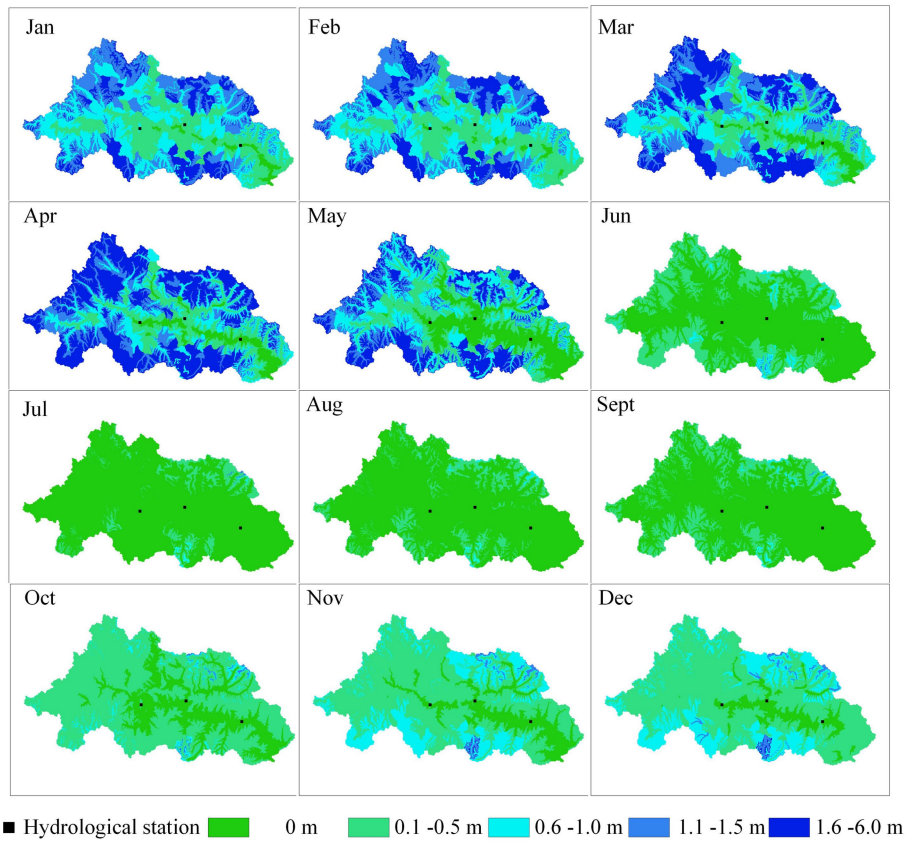 Jan
Feb
Mar
Apr
May
Jun
Jul
Aug
Sept
Oct
Nov
Dec
Hydrological station 0 m 0.1 -0.5 m 0.6 -1.0 m 1.1 -1.5 m 1.6 -6.0 m